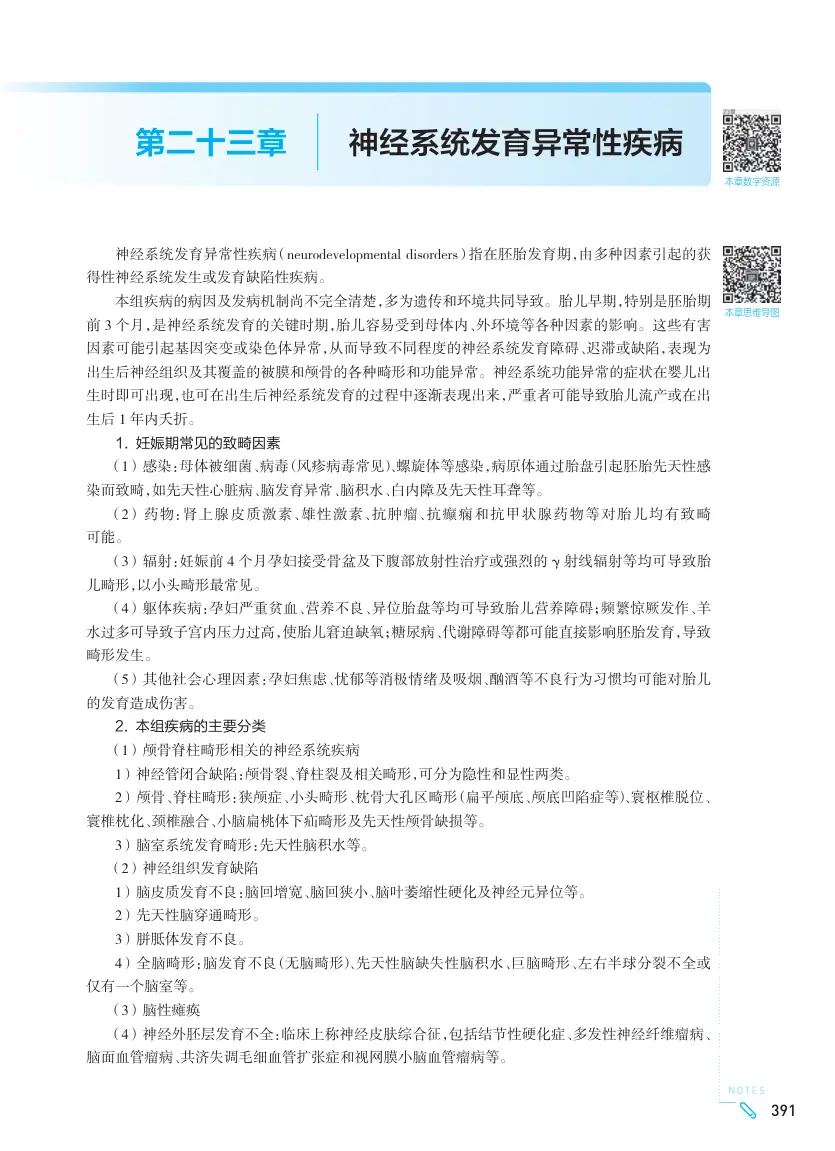 第二十三章 神经系统发育异常性疾病
本章数字资源
本章思维导图
神经系统发育异常性疾病（neurodevelopmental disorders）指在胚胎发育期，由多种因素引起的获
得性神经系统发生或发育缺陷性疾病。
本组疾病的病因及发病机制尚不完全清楚，多为遗传和环境共同导致。胎儿早期，特别是胚胎期
前 3 个月，是神经系统发育的关键时期，胎儿容易受到母体内、外环境等各种因素的影响。这些有害
因素可能引起基因突变或染色体异常，从而导致不同程度的神经系统发育障碍、迟滞或缺陷，表现为
出生后神经组织及其覆盖的被膜和颅骨的各种畸形和功能异常。神经系统功能异常的症状在婴儿出
生时即可出现，也可在出生后神经系统发育的过程中逐渐表现出来，严重者可能导致胎儿流产或在出
生后 1 年内夭折。
1. 妊娠期常见的致畸因素
（1）感染：母体被细菌、病毒（风疹病毒常见）、螺旋体等感染，病原体通过胎盘引起胚胎先天性感
染而致畸，如先天性心脏病、脑发育异常、脑积水、白内障及先天性耳聋等。
（2）药物：肾上腺皮质激素、雄性激素、抗肿瘤、抗癫痫和抗甲状腺药物等对胎儿均有致畸
可能。
（3）辐射：妊娠前 4 个月孕妇接受骨盆及下腹部放射性治疗或强烈的 γ 射线辐射等均可导致胎
儿畸形，以小头畸形最常见。
（4）躯体疾病：孕妇严重贫血、营养不良、异位胎盘等均可导致胎儿营养障碍；频繁惊厥发作、羊
水过多可导致子宫内压力过高，使胎儿窘迫缺氧；糖尿病、代谢障碍等都可能直接影响胚胎发育，导致
畸形发生。
（5）其他社会心理因素：孕妇焦虑、忧郁等消极情绪及吸烟、酗酒等不良行为习惯均可能对胎儿
的发育造成伤害。
2. 本组疾病的主要分类
（1）颅骨脊柱畸形相关的神经系统疾病
1）神经管闭合缺陷：颅骨裂、脊柱裂及相关畸形，可分为隐性和显性两类。
2）颅骨、脊柱畸形：狭颅症、小头畸形、枕骨大孔区畸形（扁平颅底、颅底凹陷症等）、寰枢椎脱位、
寰椎枕化、颈椎融合、小脑扁桃体下疝畸形及先天性颅骨缺损等。
3）脑室系统发育畸形：先天性脑积水等。
（2）神经组织发育缺陷
1）脑皮质发育不良：脑回增宽、脑回狭小、脑叶萎缩性硬化及神经元异位等。
2）先天性脑穿通畸形。
3）胼胝体发育不良。
4）全脑畸形：脑发育不良（无脑畸形）、先天性脑缺失性脑积水、巨脑畸形、左右半球分裂不全或
仅有一个脑室等。
（3）脑性瘫痪
（4）神经外胚层发育不全：临床上称神经皮肤综合征，包括结节性硬化症、多发性神经纤维瘤病、
脑面血管瘤病、共济失调毛细血管扩张症和视网膜小脑血管瘤病等。
NOTES
391